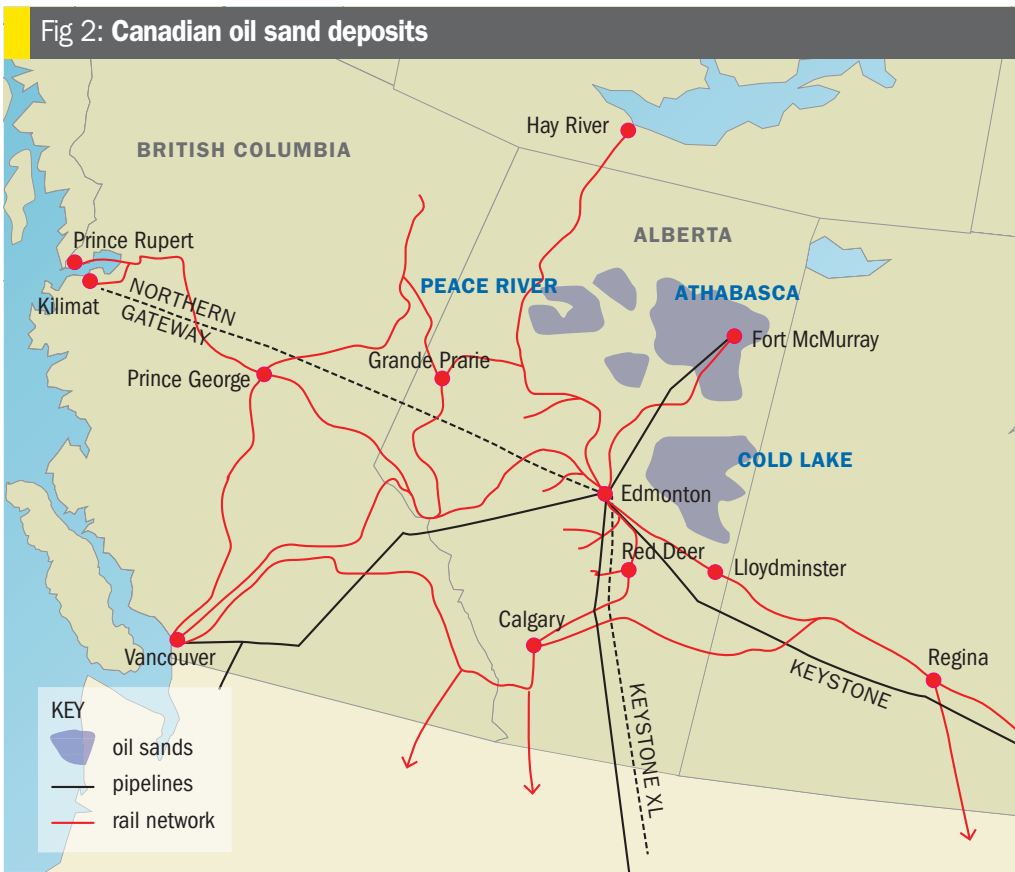 Fig 2: Canadian oil sand deposits
Hay River
BRITISH COLUMBIA
ALBERTA
Prince Rupert
PEACE RIVER
ATHABASCA
Kilimat
NORTHERN
GATEWAY
Fort McMurray
Grande Prarie
Prince George
COLD LAKE
Edmonton
Red Deer
Lloydminster
Calgary
Vancouver
Regina
KEYSTONE
KEYSTONE XL
KEY
oil sands
pipelines
rail network